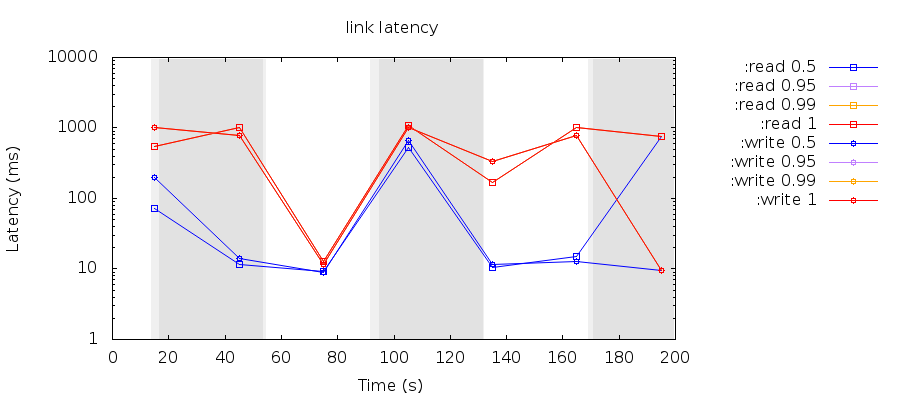 link latency
Latency (ms)
10000
1000
100
10
1
0 20 40 60 80 100 120 140 160 180 200
Time (s)
:read 0.5
:read 0.95
:read 0.99
:read 1
:write 0.5
:write 0.95
:write 0.99
:write 1